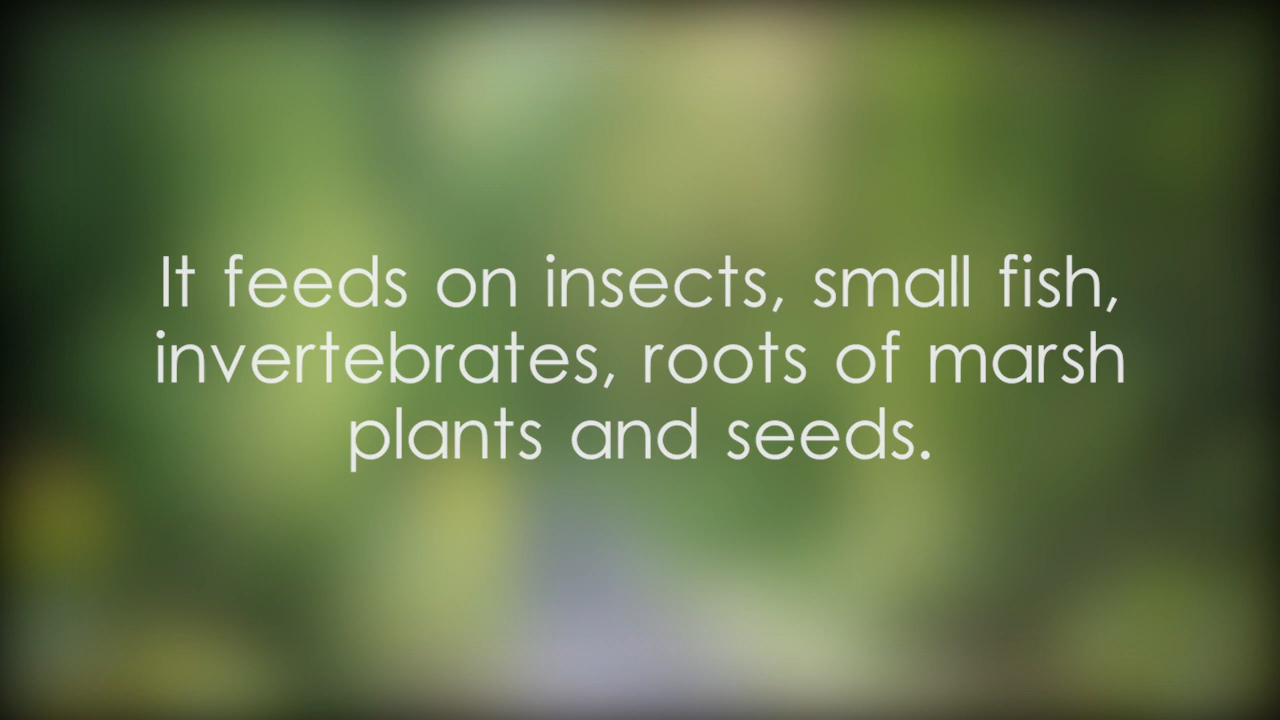 It feeds on insects, small fish,
invertebrates, roots of marsh
plants and seeds.